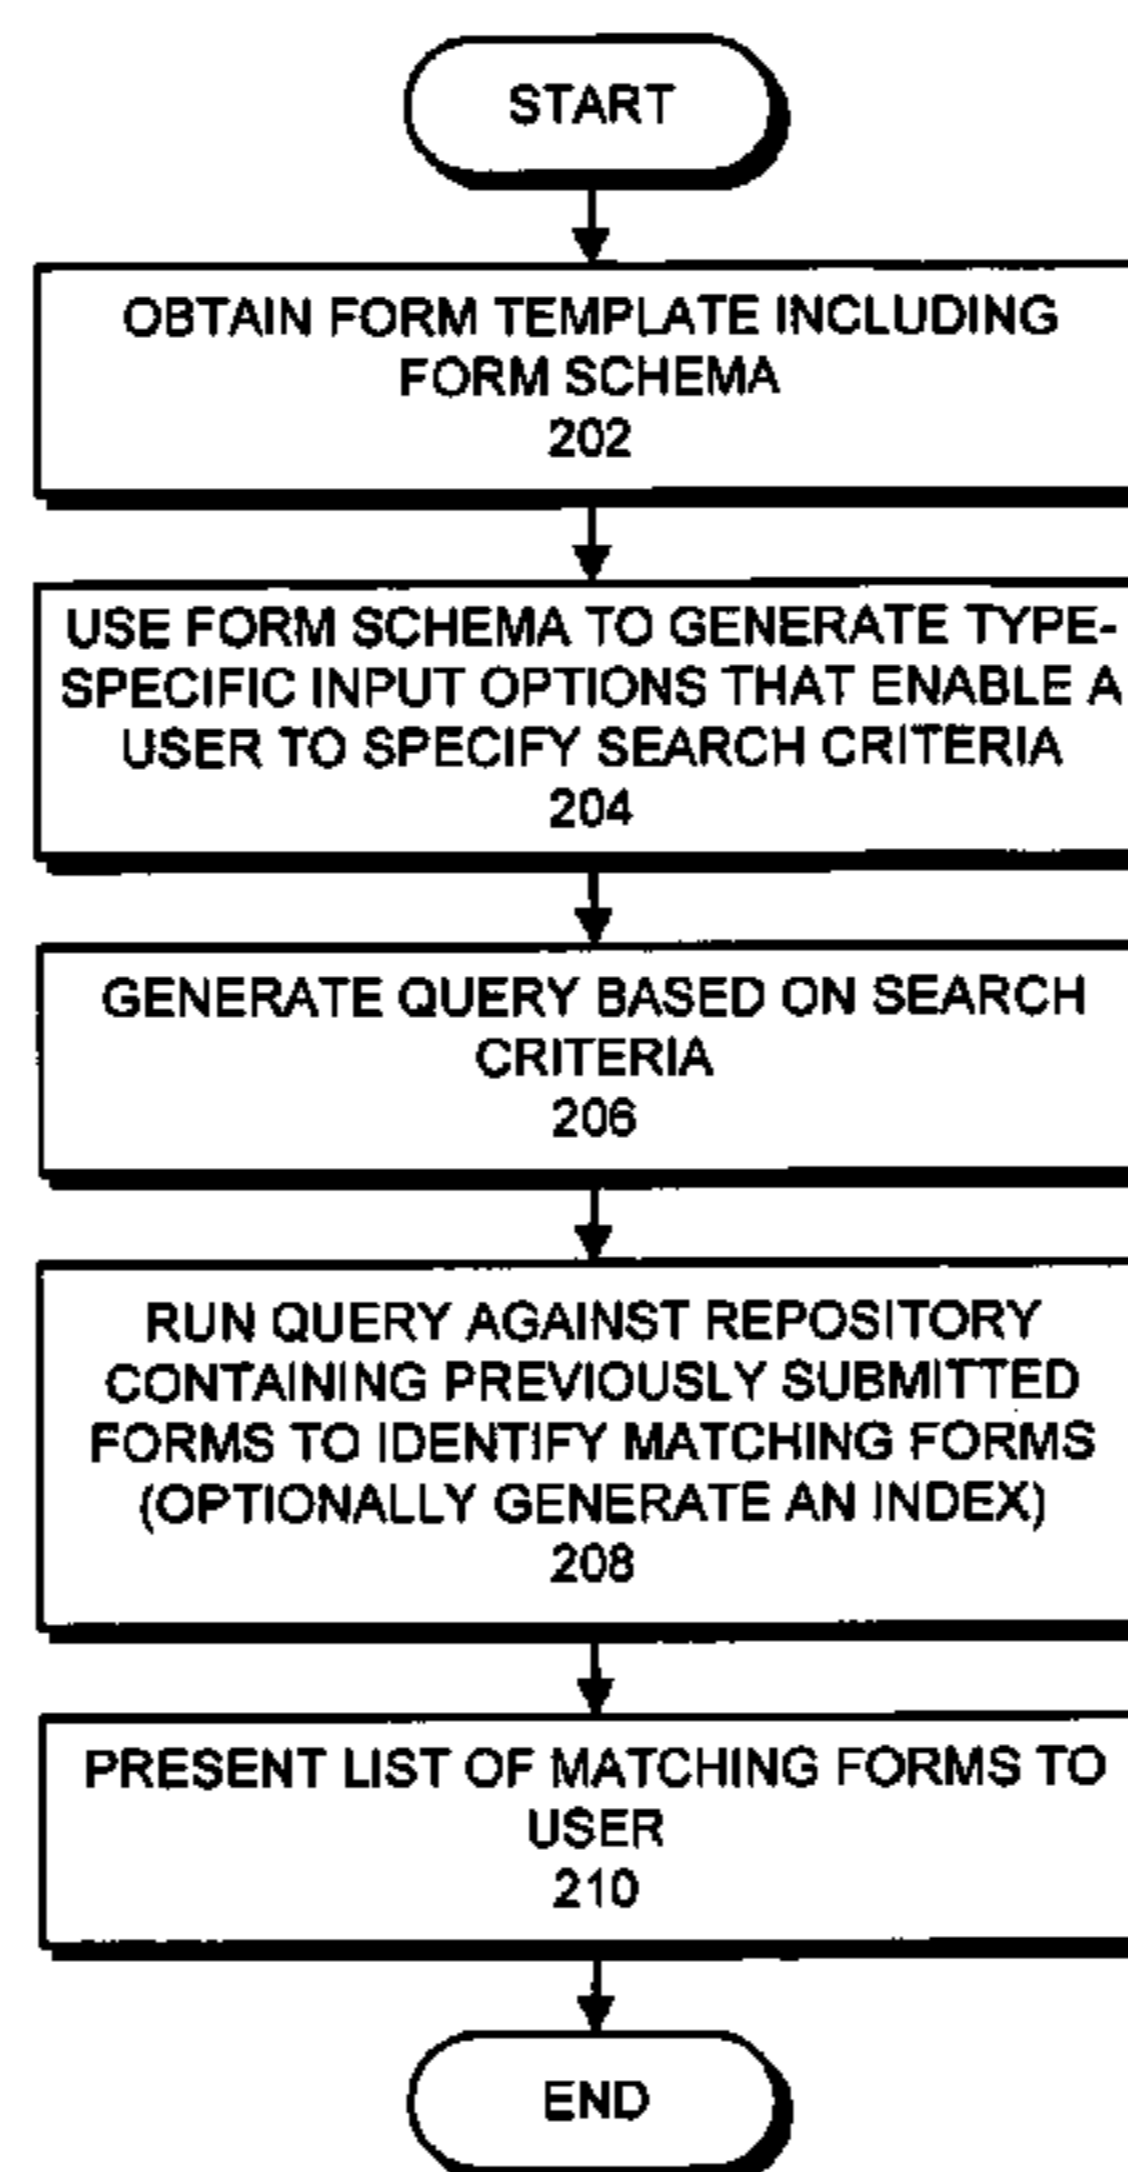 START
OBTAIN FORM TEMPLATE INCLUDING
FORM SCHEMA
202
USE FORM SCHEMA TO GENERATE TYPE-
SPECIFIC INPUT OPTIONS THAT ENABLE A
USER TO SPECIFY SEARCH CRITERIA
204
GENERATE QUERY BASED ON SEARCH
CRITERIA
206
RUN QUERY AGAINST REPOSITORY
CONTAINING PREVIOUSLY SUBMITTED
FORMS TO IDENTIFY MATCHING FORMS
(OPTIONALLY GENERATE AN INDEX)
208
PRESENT LIST OF MATCHING FORMS TO
USER
210
END